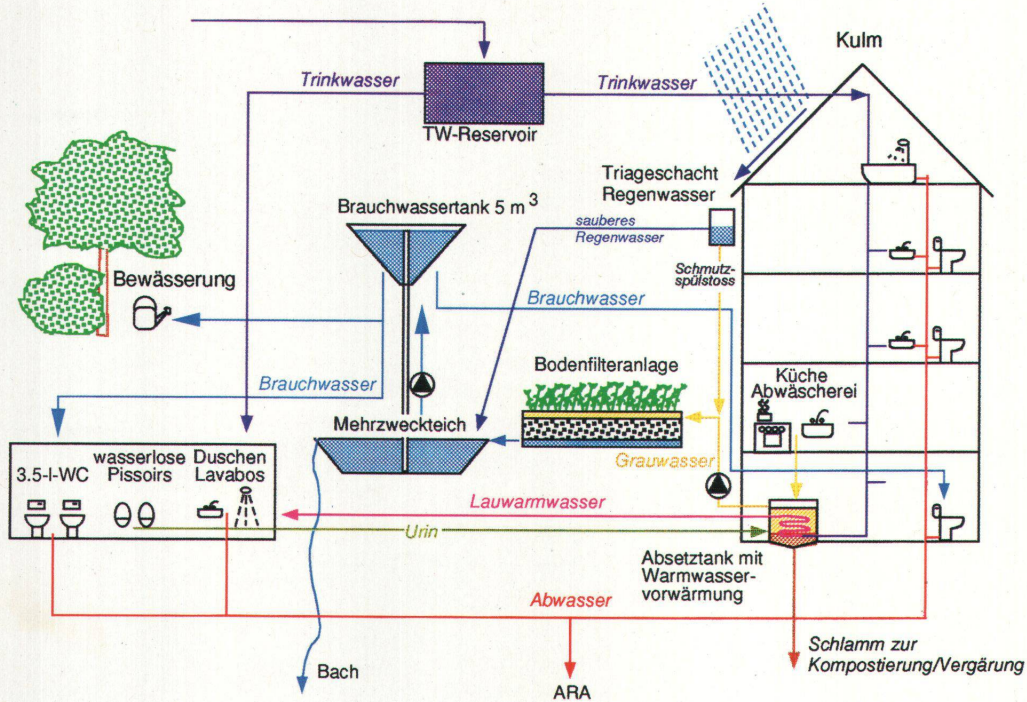 Kulm
Trinkwasser
Trinkwasser
TW-Reservoir
Triageschacht
Regenwasser
Brauchwassertank 5 m³
sauberes
Regenwasser
Schmutz-
spülstoss
Bewässerung
Brauchwasser
Bodenfilteranlage
Küche
Abwäscherei
Brauchwasser
Mehrzweckteich
Grauwasser
3.5-l-WC
wasserlose
Pissoirs
Duschen
Lavabos
Lauwarmwasser
Urin
Absetztank mit
Warmwasser-
vorwärmung
Abwasser
Schlamm zur
Kompostierung/Vergärung
Bach
ARA